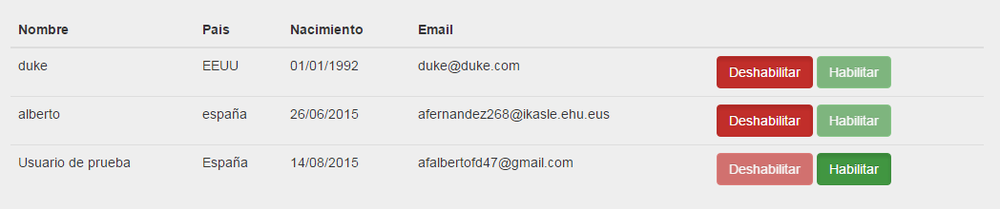 Nombre Pais Nacimiento Email
duke EEUU 01/01/1992 duke@duke.com Deshabilitar Habilitar
alberto españa 26/06/2015 afernandez268@ikasle.ehu.eus Deshabilitar Habilitar
Usuario de prueba España 14/08/2015 afalbertofd47@gmail.com Deshabilitar Habilitar